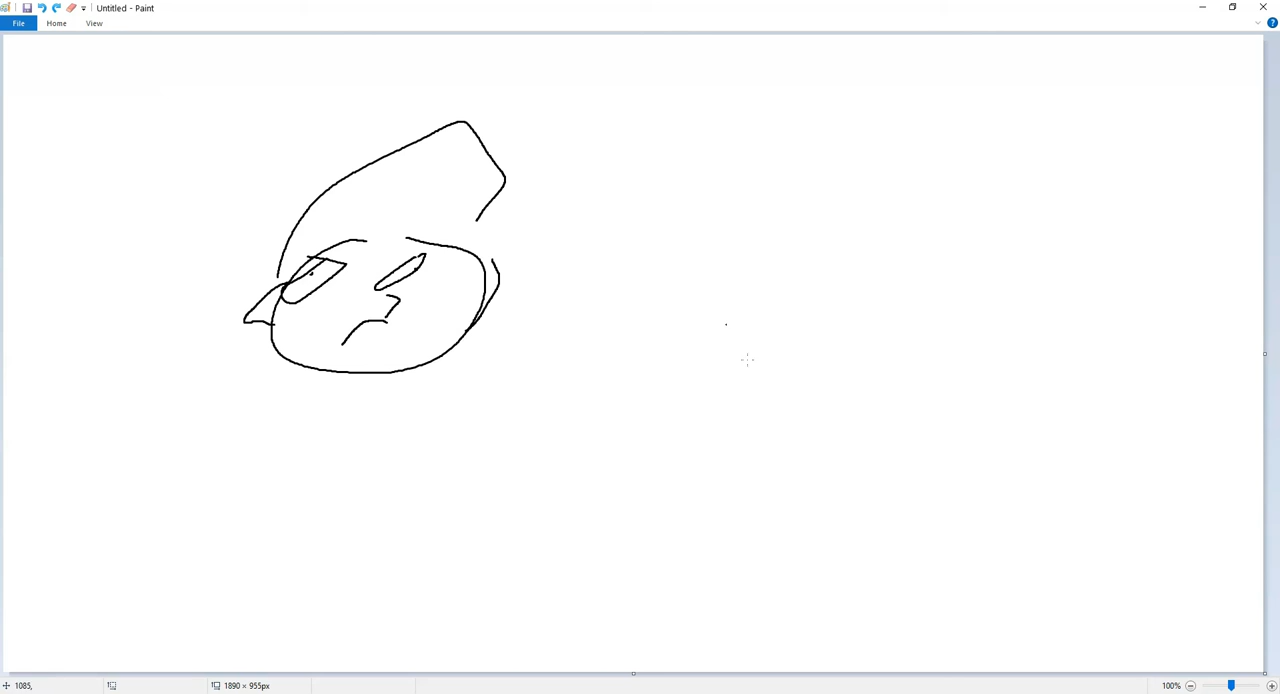 Untitled - Paint
File Home View
1085,
1890 × 955px
100%